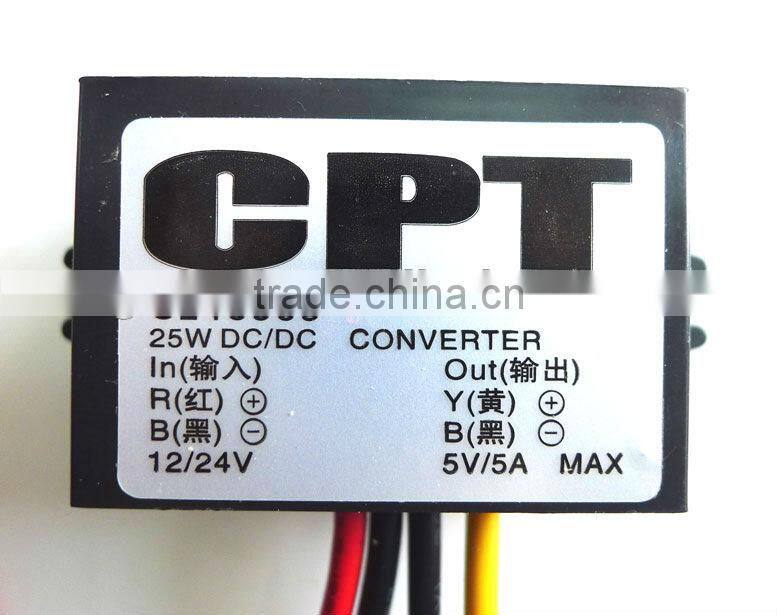 CPT
trade.china.cn
25W DC/DC CONVERTER
In(输入) Out(输出)
R(红) ⊕ Y(黄) ⊕
B(黑) ⊖ B(黑) ⊖
12/24V 5V/5A MAX